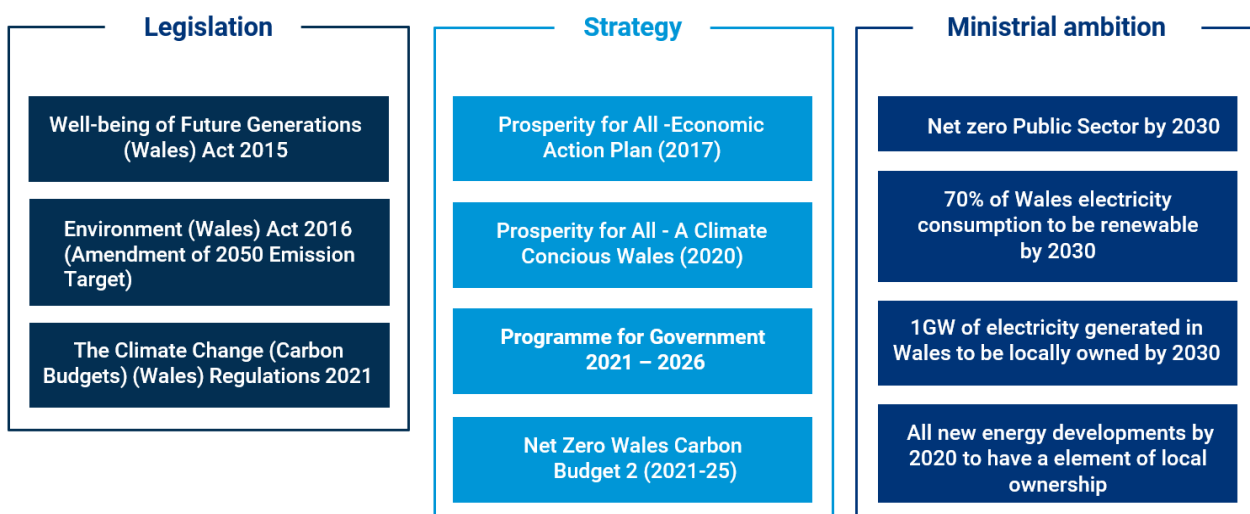 Legislation
Well-being of Future Generations
(Wales) Act 2015
Environment (Wales) Act 2016
(Amendment of 2050 Emission
Target)
The Climate Change (Carbon
Budgets) (Wales) Regulations 2021
Strategy
Prosperity for All -Economic
Action Plan (2017)
Prosperity for All - A Climate
Concious Wales (2020)
Programme for Government
2021 – 2026
Net Zero Wales Carbon
Budget 2 (2021-25)
Ministrial ambition
Net zero Public Sector by 2030
70% of Wales electricity
consumption to be renewable
by 2030
1GW of electricity generated in
Wales to be locally owned by 2030
All new energy developments by
2020 to have a element of local
ownership